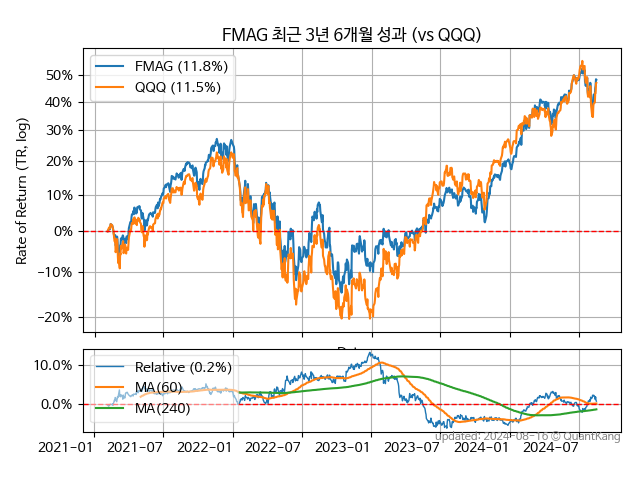 FMAG 최근 3년 6개월 성과 (vs QQQ)
FMAG (11.8%)
QQQ (11.5%)
Rate of Return (TR, log)
50%
40%
30%
20%
10%
0%
−10%
−20%
Relative (0.2%)
MA(60)
MA(240)
10.0%
0.0%
2021−01
2021−07
2022−01
2022−07
2023−01
2023−07
2024−01
2024−07
updated: 2024-08-16 © QuantKang